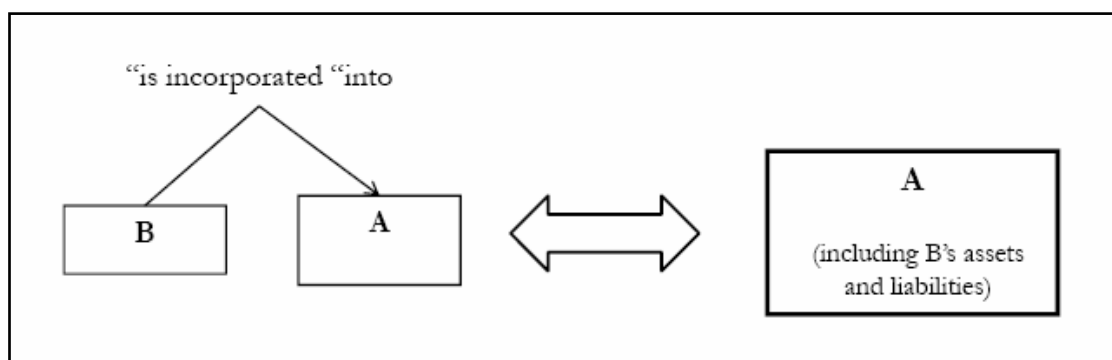 “is incorporated “into
B
A
A
(including B’s assets
and liabilities)